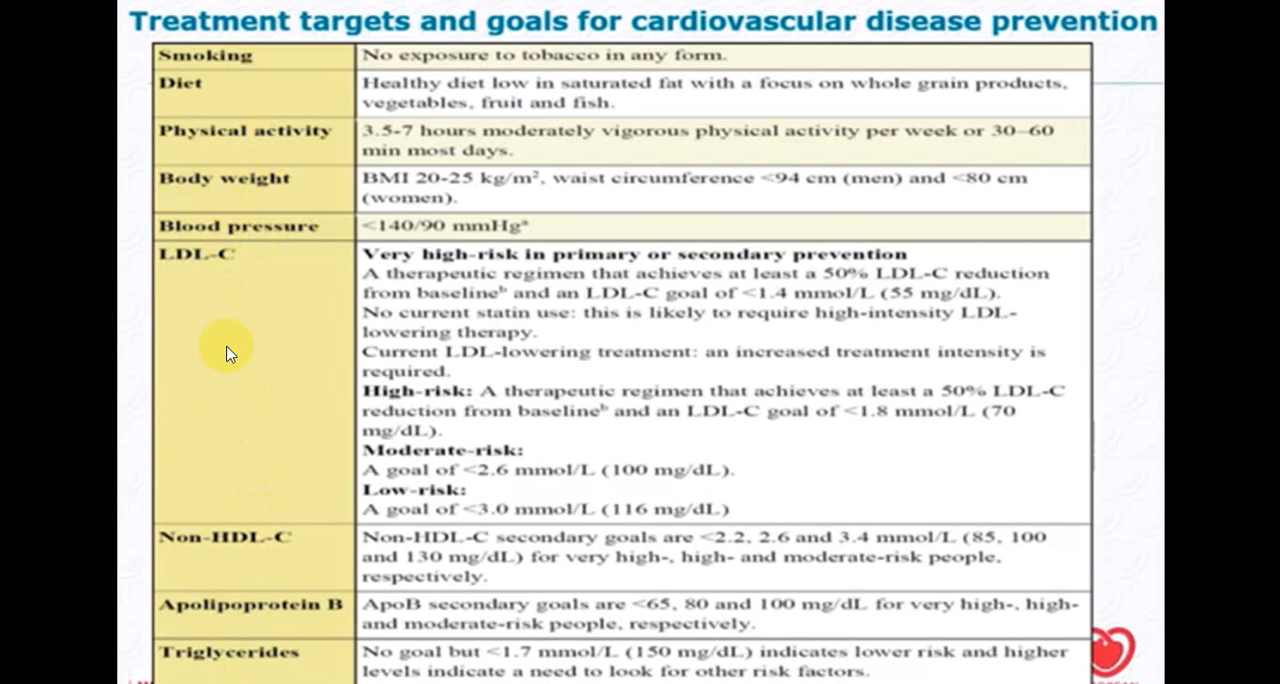 Treatment targets and goals for cardiovascular disease prevention
Smoking
No exposure to tobacco in any form.
Diet
Healthy diet low in saturated fat with a focus on whole grain products,
vegetables, fruit and fish.
Physical activity
3.5-7 hours moderately vigorous physical activity per week or 30–60
min most days.
Body weight
BMI 20-25 kg/m², waist circumference <94 cm (men) and <80 cm
(women).
Blood pressure
<140/90 mmHgᵃ
LDL-C
Very high-risk in primary or secondary prevention
A therapeutic regimen that achieves at least a 50% LDL-C reduction
from baselineᵇ and an LDL-C goal of <1.4 mmol/L (55 mg/dL).
No current statin use: this is likely to require high-intensity LDL-
lowering therapy.
Current LDL-lowering treatment: an increased treatment intensity is
required.
High-risk: A therapeutic regimen that achieves at least a 50% LDL-C
reduction from baselineᵇ and an LDL-C goal of <1.8 mmol/L (70
mg/dL).
Moderate-risk:
A goal of <2.6 mmol/L (100 mg/dL).
Low-risk:
A goal of <3.0 mmol/L (116 mg/dL)
Non-HDL-C
Non-HDL-C secondary goals are <2.2, 2.6 and 3.4 mmol/L (85, 100
and 130 mg/dL) for very high-, high- and moderate-risk people,
respectively.
Apolipoprotein B
ApoB secondary goals are <65, 80 and 100 mg/dL for very high-, high-
and moderate-risk people, respectively.
Triglycerides
No goal but <1.7 mmol/L (150 mg/dL) indicates lower risk and higher
levels indicate a need to look for other risk factors.